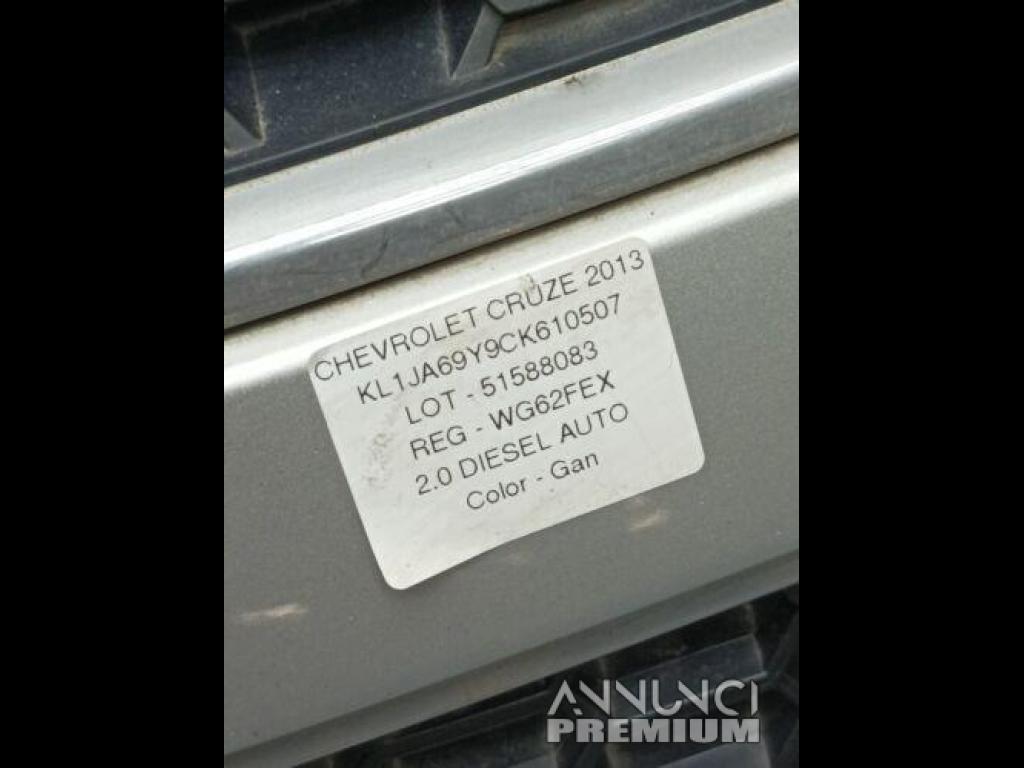 CHEVROLET CRUZE 2013
KL1JA69Y9CK610507
LOT - 51588083
REG - WG62FEX
2.0 DIESEL AUTO
Color - Gan
ANNUNCI
PREMIUM